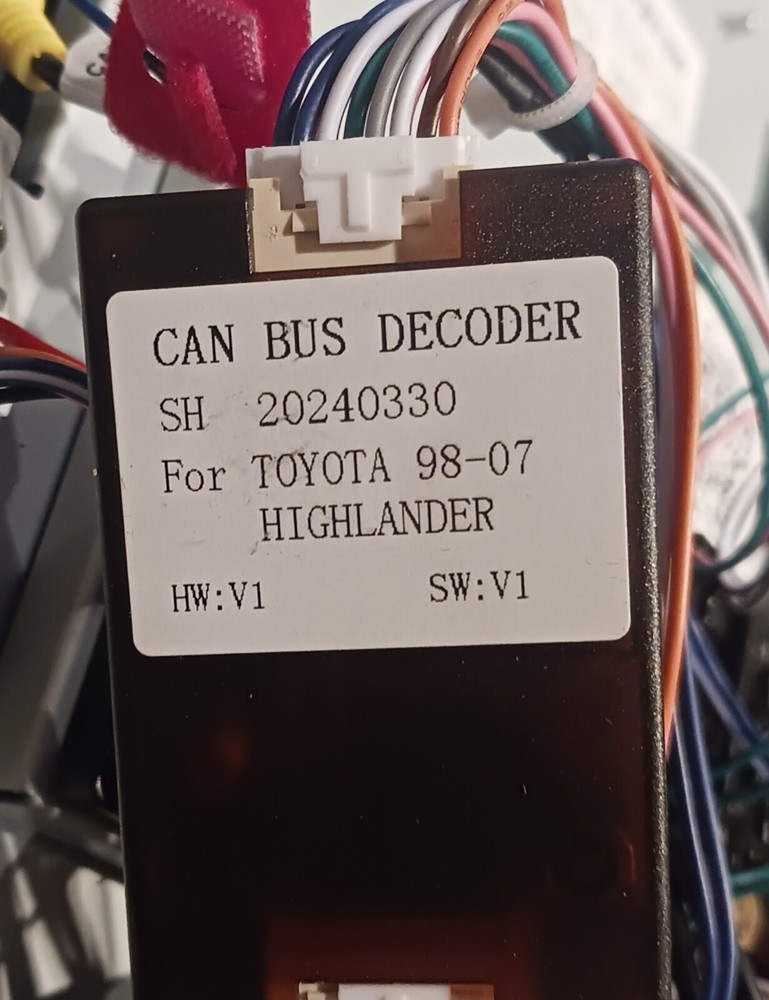 CAN BUS DECODER
SH 20240330
For TOYOTA 98-07
HIGHLANDER
HW:V1 SW:V1